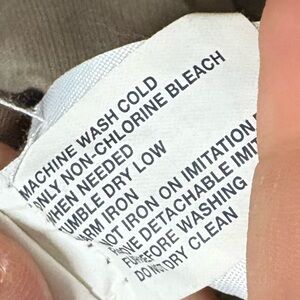 MACHINE WASH COLD
ONLY NON-CHLORINE BLEACH
WHEN NEEDED
TUMBLE DRY LOW
WARM IRON
NOT IRON ON IMITATION
DETACHABLE
BEFORE WASHING
DO NOT DRY CLEAN